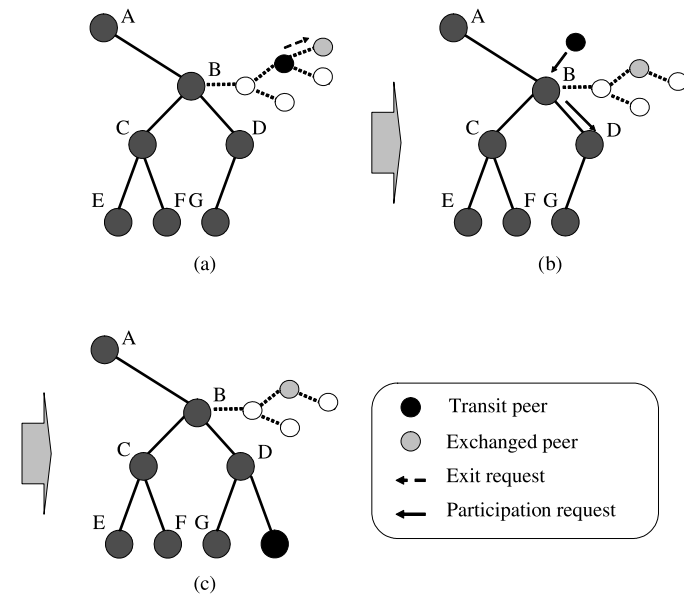 A
B
C
D
E
F G
(a)
A
B
C
D
E
F
G
(b)
A
B
C
D
E
F
G
(c)
Transit peer
Exchanged peer
Exit request
Participation request